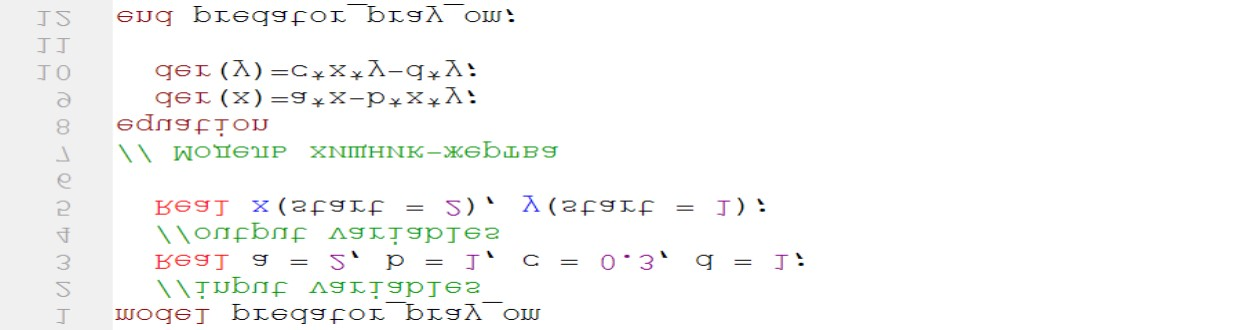 1 model predator_pray_om
2 //input variables
3 Real a = 2, b = 1, c = 0.3, d = 1;
4 //output variables
5 Real x(start = 2), y(start = 1);
6
7 // Модель хищник-жертва
8 equation
9 der(x)=a*x-b*x*y;
10 der(y)=c*x*y-d*y;
11
12 end predator_pray_om;